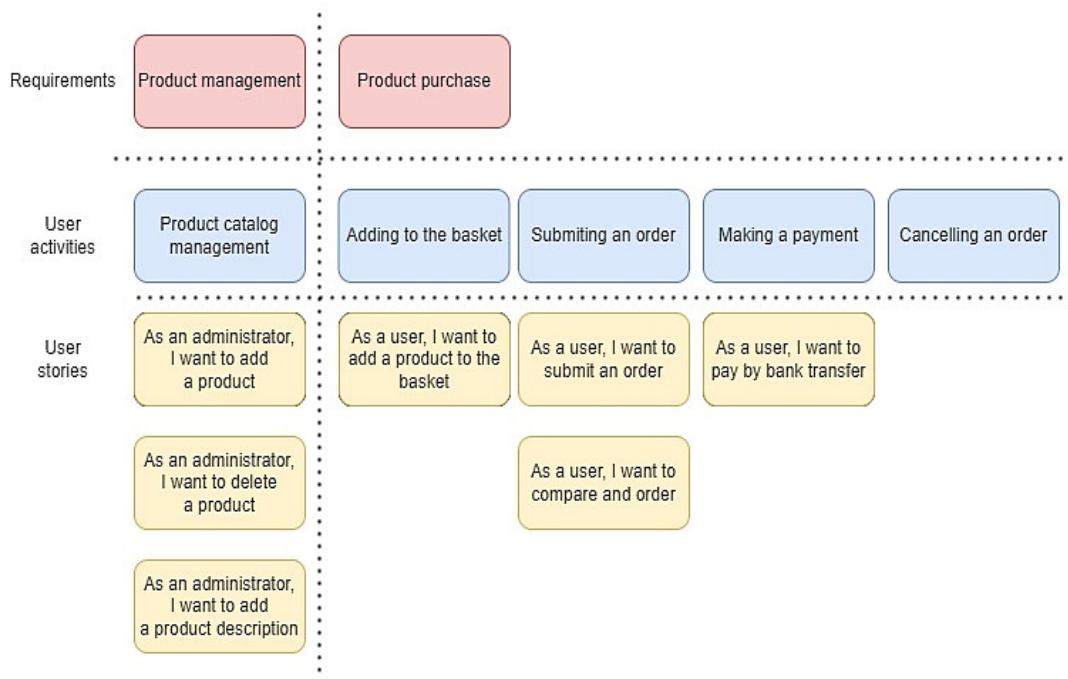 Requirements
Product management
Product purchase
User
activities
Product catalog
management
Adding to the basket
Submiting an order
Making a payment
Cancelling an order
User
stories
As an administrator,
I want to add
a product
As a user, I want to
add a product to the
basket
As a user, I want to
submit an order
As a user, I want to
pay by bank transfer
As an administrator,
I want to delete
a product
As a user, I want to
compare and order
As an administrator,
I want to add
a product description